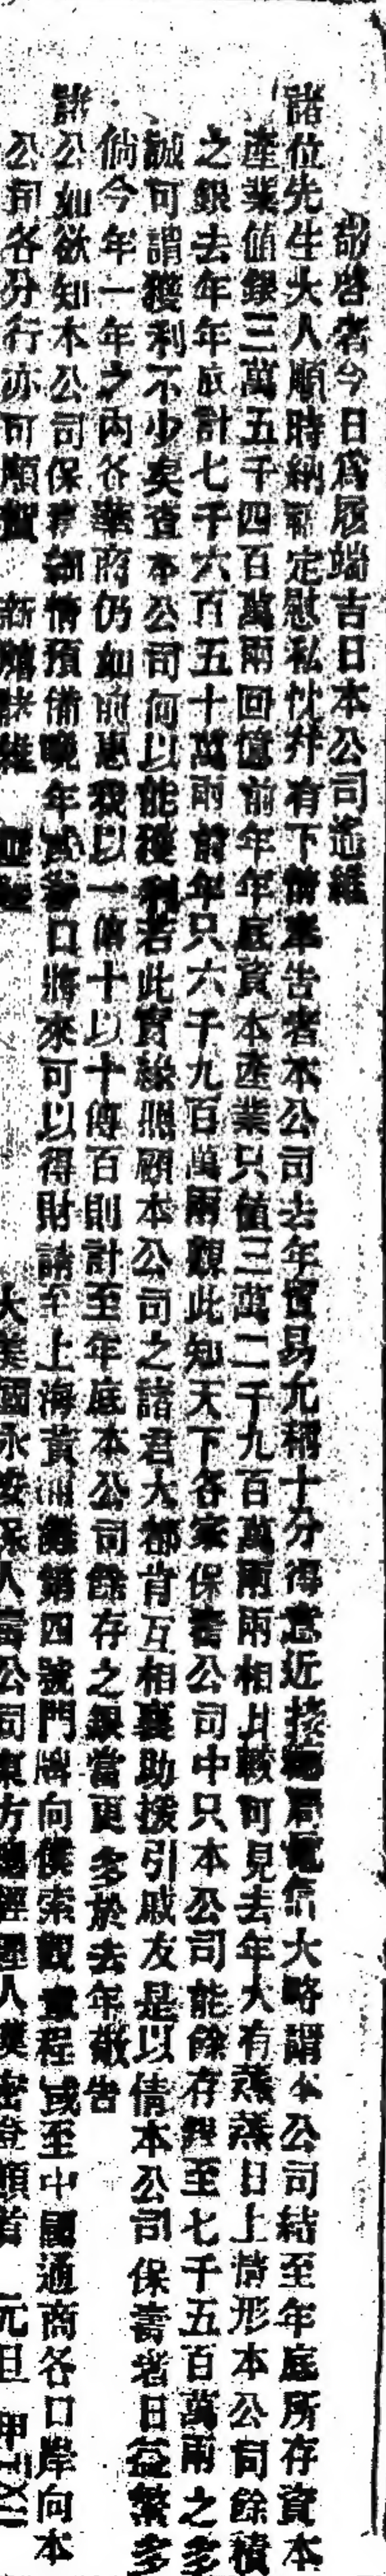 敬啓者今日爲履端吉日本公司遙維
諸位先生大人順時納祜定慰私忱幷有下情奉告者本公司去年貿易允稱十分得意近接總局電信大略謂本公司結至年底所存資本
產業値銀三萬五千四百萬兩回憶前年年底資本產業只値三萬二千九百萬兩兩相比較可見去年大有蒸蒸日上情形本公司餘積
之銀去年年底計七千六百五十萬兩前年只六千九百萬兩觀此知天下各家保壽公司中只本公司能餘存銀至七千五百萬兩之多
誠可謂獲利不少矣查本公司何以能獲利若此實緣照顧本公司之諸君大都肯互相襄助援引戚友是以倩本公司保壽者日益繁多
倘今年一年之內各華商仍如前惠我以一傳十以十傳百則計至年底本公司餘存之銀當更多於去年敬告
諸公如欲知本公司保壽細情預備晚年資養口將來可以得財請至上海黃浦灘第四號門牌向僕索觀章程或至中國通商各口岸向本
公司各分行亦可順賀 新禧 大美國永安保人壽公司東方總經理人 元旦